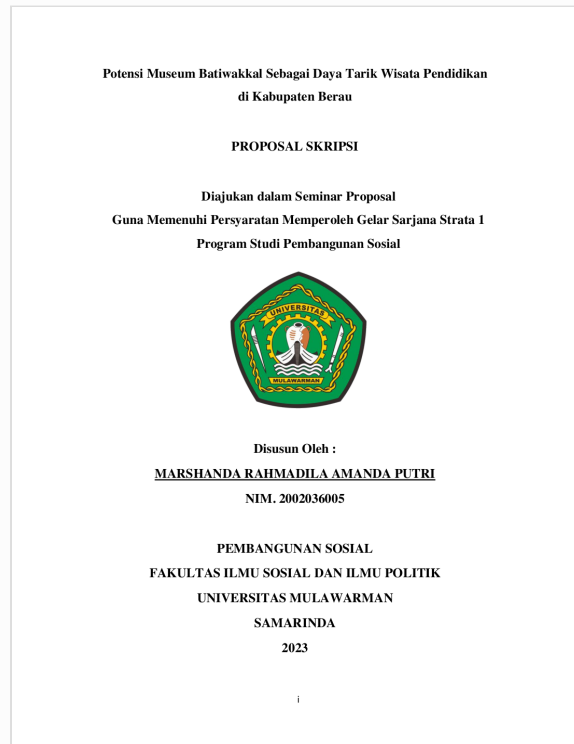 Potensi Museum Batiwakkal Sebagai Daya Tarik Wisata Pendidikan
di Kabupaten Berau
PROPOSAL SKRIPSI
Diajukan dalam Seminar Proposal
Guna Memenuhi Persyaratan Memperoleh Gelar Sarjana Strata 1
Program Studi Pembangunan Sosial
UNIVERSITAS
MULAWARMAN
Disusun Oleh :
MARSHANDA RAHMADILA AMANDA PUTRI
NIM. 2002036005
PEMBANGUNAN SOSIAL
FAKULTAS ILMU SOSIAL DAN ILMU POLITIK
UNIVERSITAS MULAWARMAN
SAMARINDA
2023
i